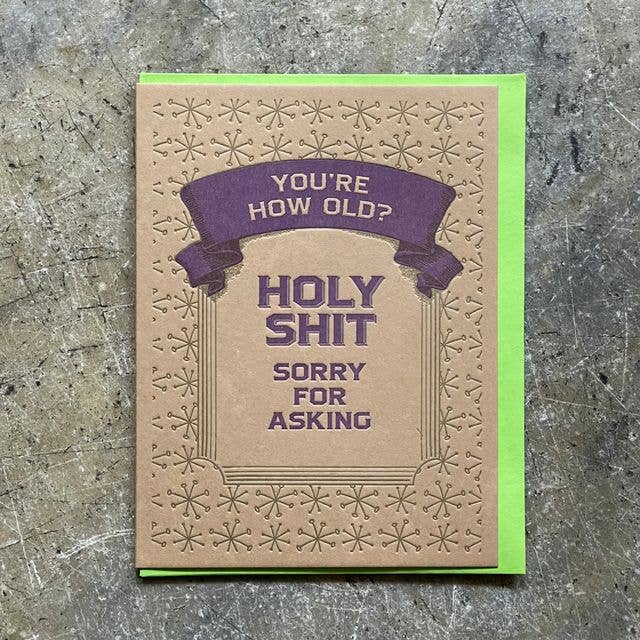 YOU'RE
HOW OLD?
HOLY
SHIT
SORRY
FOR
ASKING